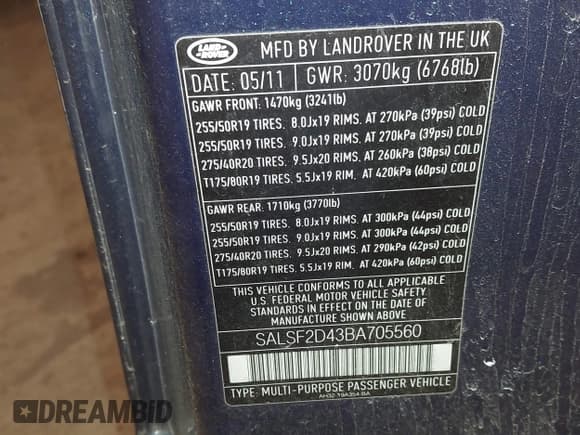 LAND-
ROVER
MFD BY LANDROVER IN THE UK
DATE: 05/11 GWR: 3070kg (6768lb)
GAWR FRONT: 1470kg (3241lb)
255/50R19 TIRES. 8.0Jx19 RIMS. AT 270kPa (39psi) COLD
255/50R19 TIRES. 9.0Jx19 RIMS. AT 270kPa (39psi) COLD
275/40R20 TIRES. 9.5Jx20 RIMS. AT 260kPa (38psi) COLD
T175/80R19 TIRES. 5.5Jx19 RIM. AT 420kPa (60psi) COLD
GAWR REAR: 1710kg (3770lb)
255/50R19 TIRES. 8.0Jx19 RIMS. AT 300kPa (44psi) COLD
255/50R19 TIRES. 9.0Jx19 RIMS. AT 300kPa (44psi) COLD
275/40R20 TIRES. 9.5Jx20 RIMS. AT 290kPa (42psi) COLD
T175/80R19 TIRES. 5.5Jx19 RIM. AT 420kPa (60psi) COLD
THIS VEHICLE CONFORMS TO ALL APPLICABLE
U.S. FEDERAL MOTOR VEHICLE SAFETY
STANDARDS IN EFFECT ON THE DATE OF
MANUFACTURE SHOWN ABOVE
SALSF2D43BA705560
TYPE: MULTI-PURPOSE PASSENGER VEHICLE
AH32 19A354 BA
DREAMBID